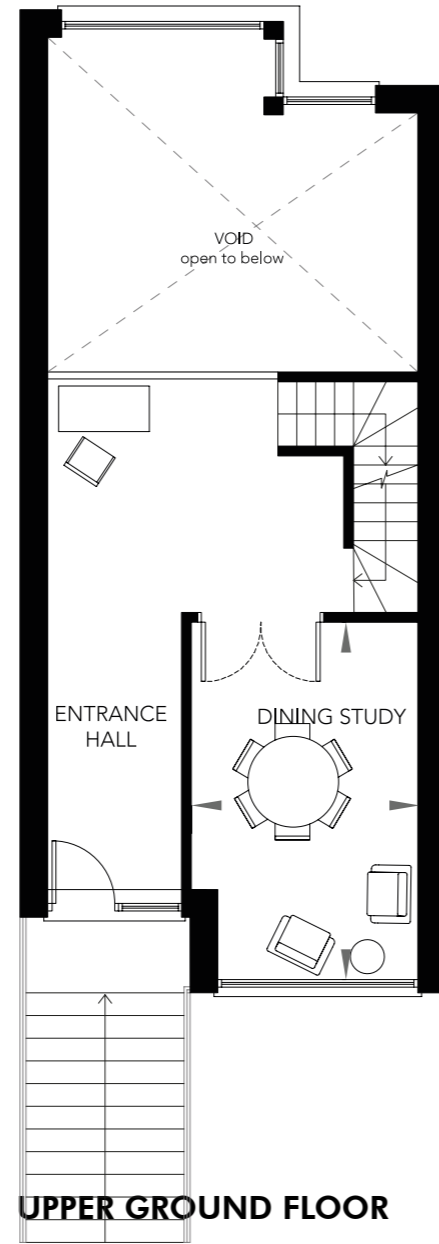 VOID
open to below
ENTRANCE
HALL
DINING STUDY
UPPER GROUND FLOOR